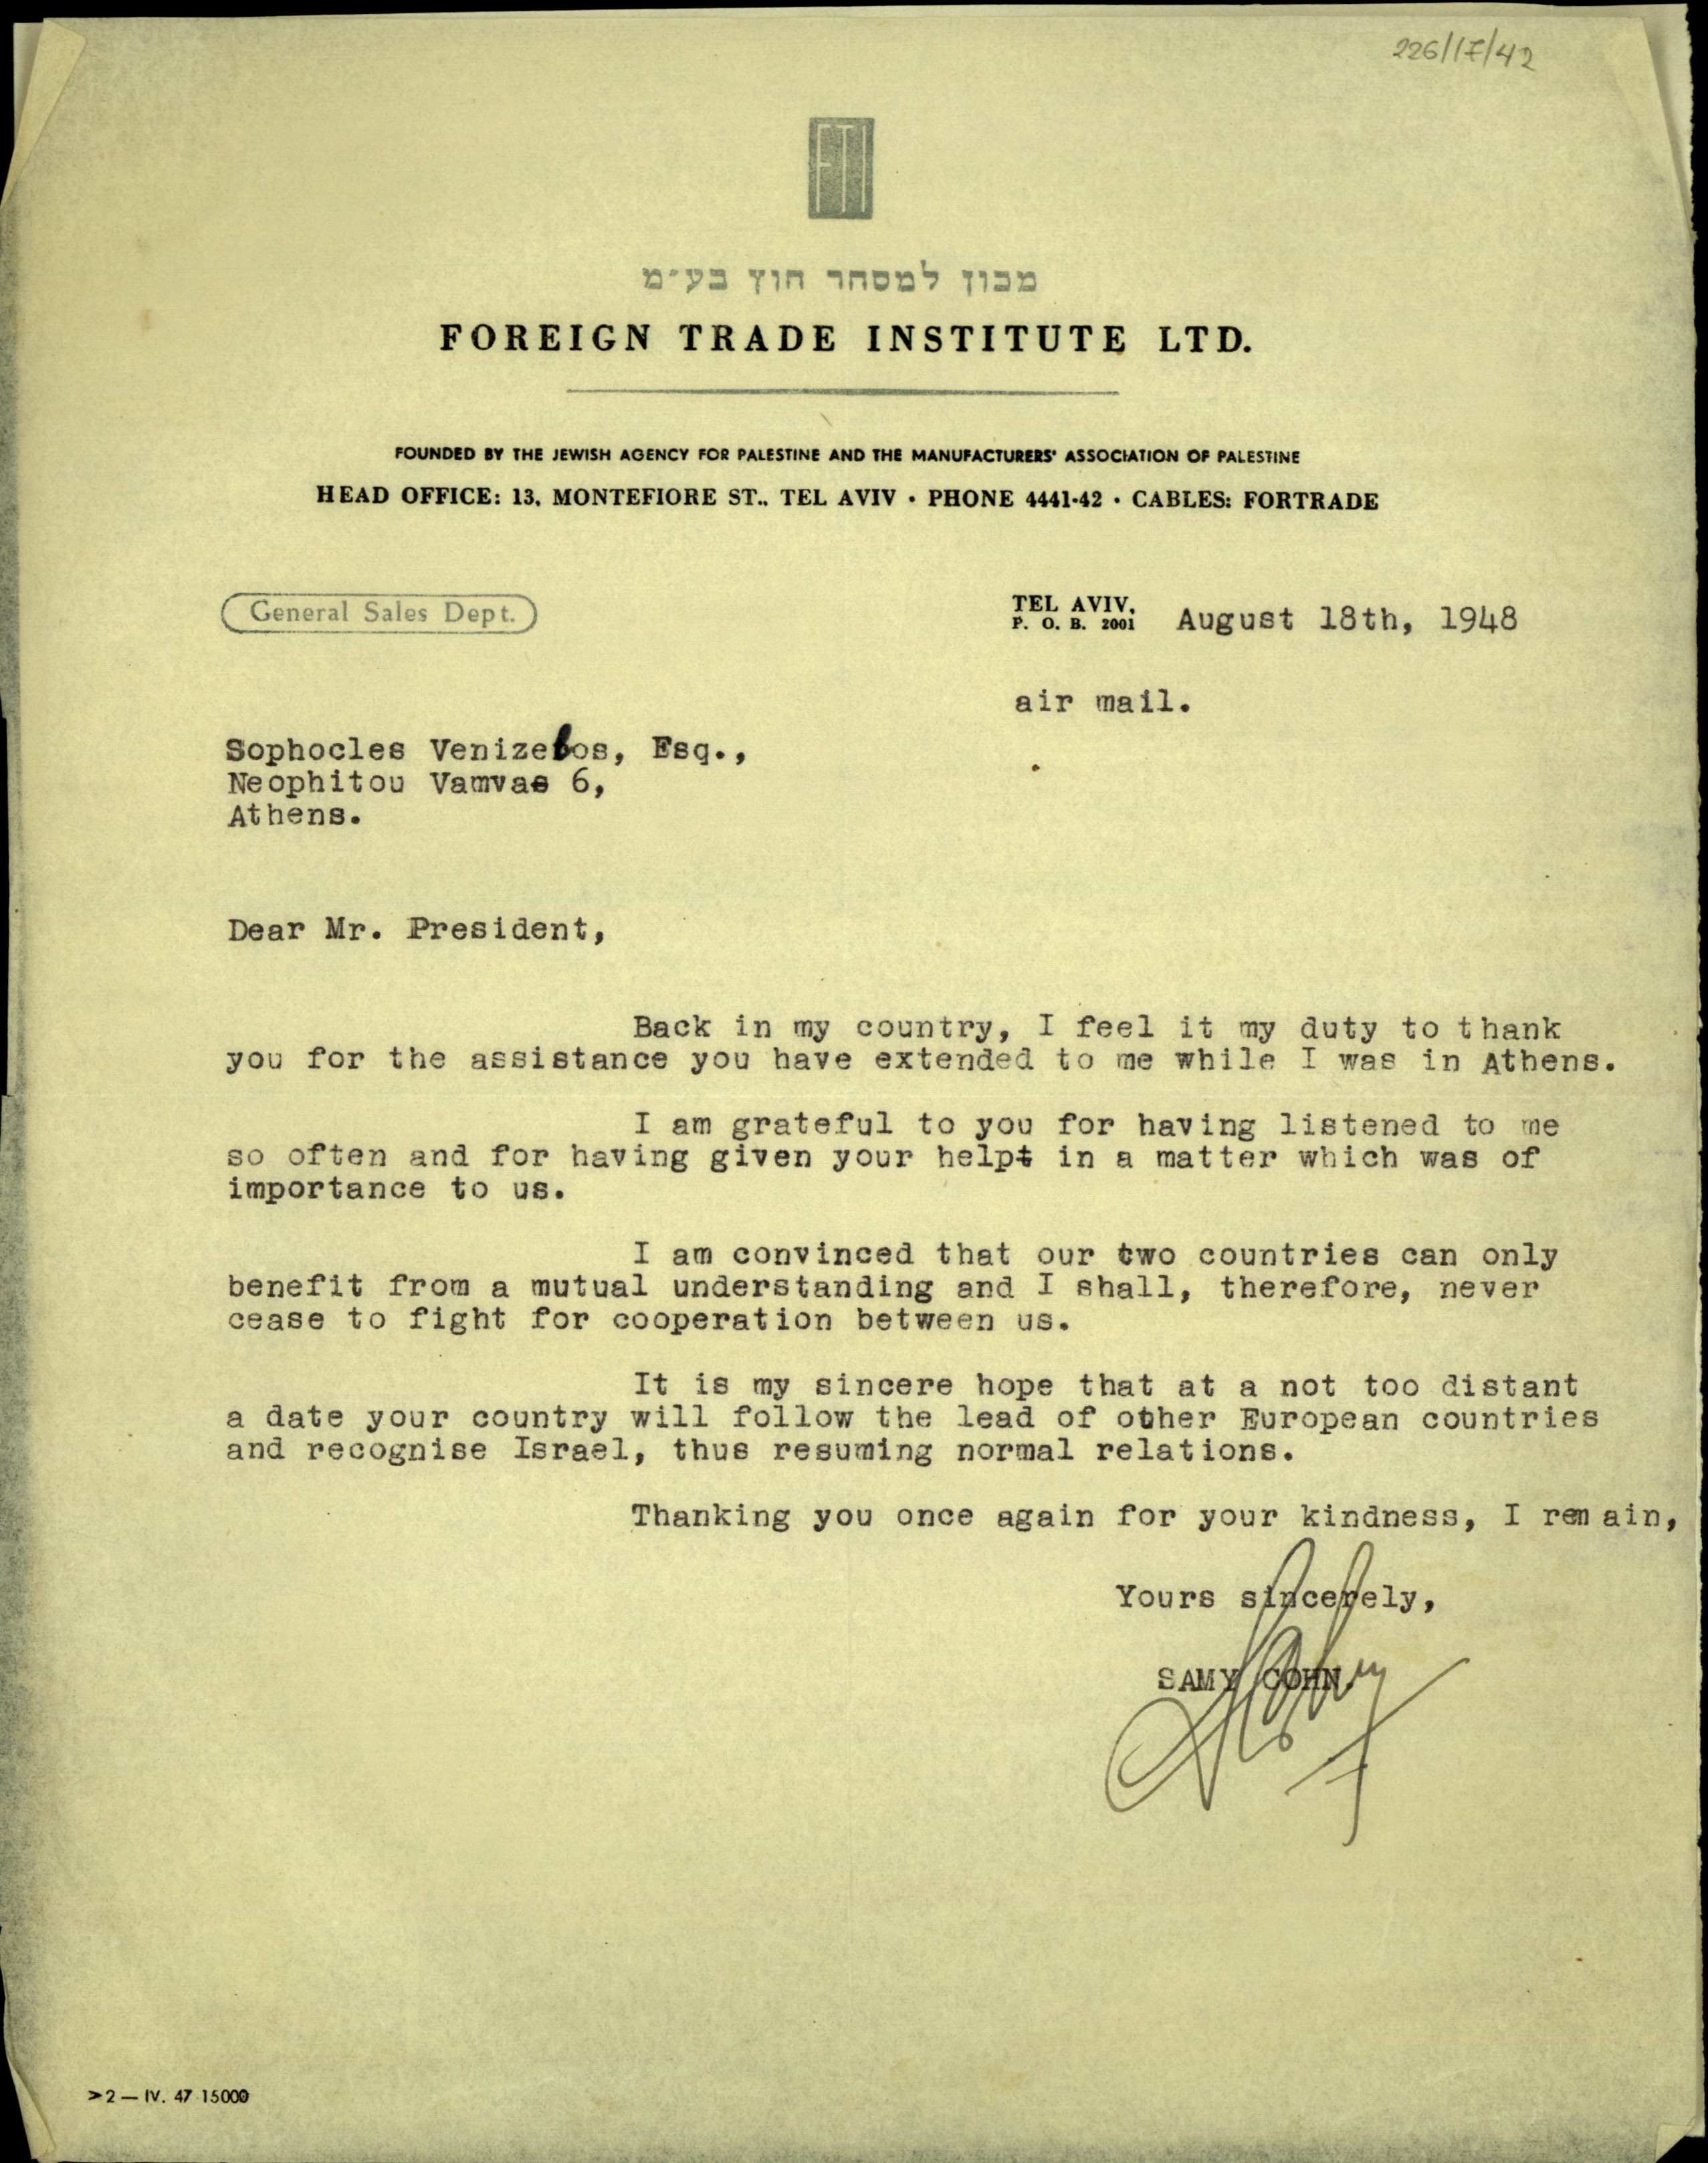 226/17/42
FTI
מכון למסחר חוץ בע״מ
FOREIGN TRADE INSTITUTE LTD.
FOUNDED BY THE JEWISH AGENCY FOR PALESTINE AND THE MANUFACTURERS' ASSOCIATION OF PALESTINE
HEAD OFFICE: 13, MONTEFIORE ST., TEL AVIV · PHONE 4441-42 · CABLES: FORTRADE
General Sales Dept.
TEL AVIV,
P. O. B. 2001
August 18th, 1948
air mail.
Sophocles Venizelos, Esq.,
Neophitou Vamvas 6,
Athens.
Dear Mr. President,
Back in my country, I feel it my duty to thank
you for the assistance you have extended to me while I was in Athens.
I am grateful to you for having listened to me
so often and for having given your help in a matter which was of
importance to us.
I am convinced that our two countries can only
benefit from a mutual understanding and I shall, therefore, never
cease to fight for cooperation between us.
It is my sincere hope that at a not too distant
a date your country will follow the lead of other European countries
and recognise Israel, thus resuming normal relations.
Thanking you once again for your kindness, I remain,
Yours sincerely,
SAMY COHN.
>2 — IV. 47 15000